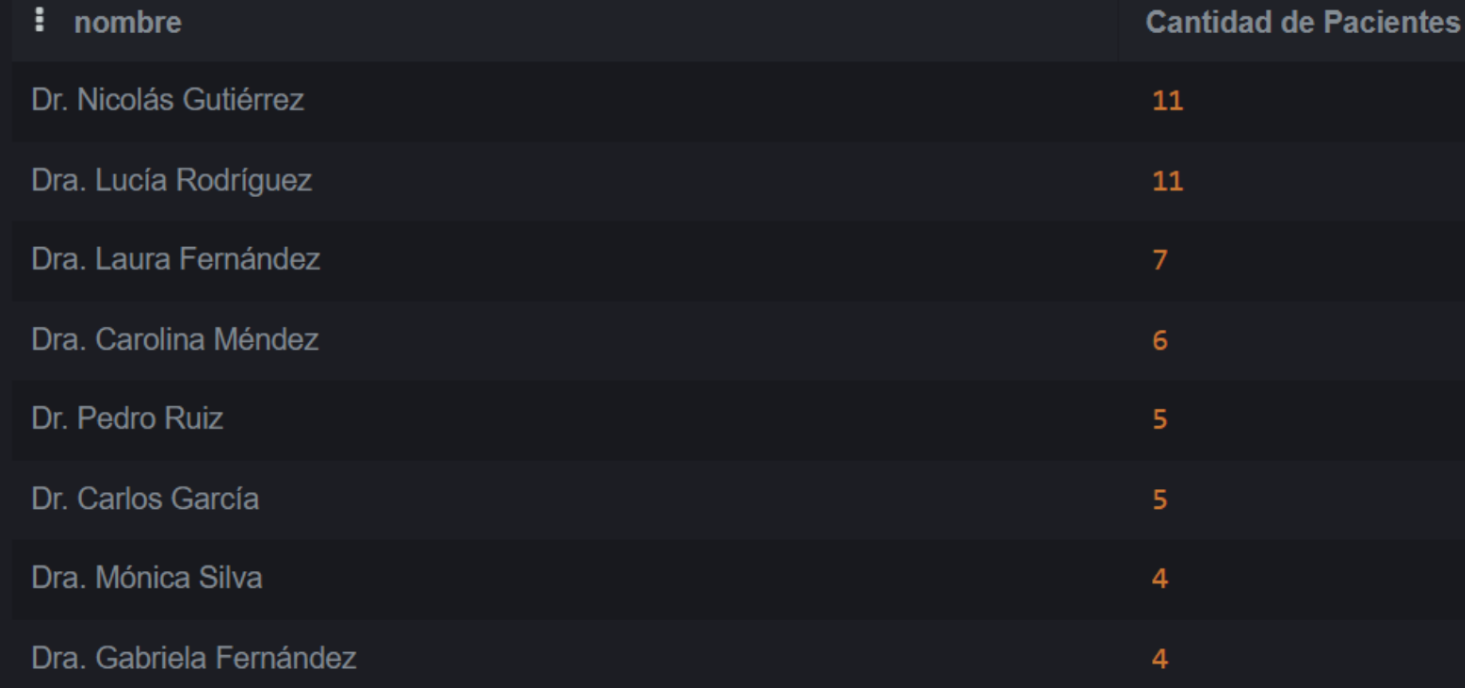 nombre Cantidad de Pacientes
Dr. Nicolás Gutiérrez 11
Dra. Lucía Rodríguez 11
Dra. Laura Fernández 7
Dra. Carolina Méndez 6
Dr. Pedro Ruiz 5
Dr. Carlos García 5
Dra. Mónica Silva 4
Dra. Gabriela Fernández 4